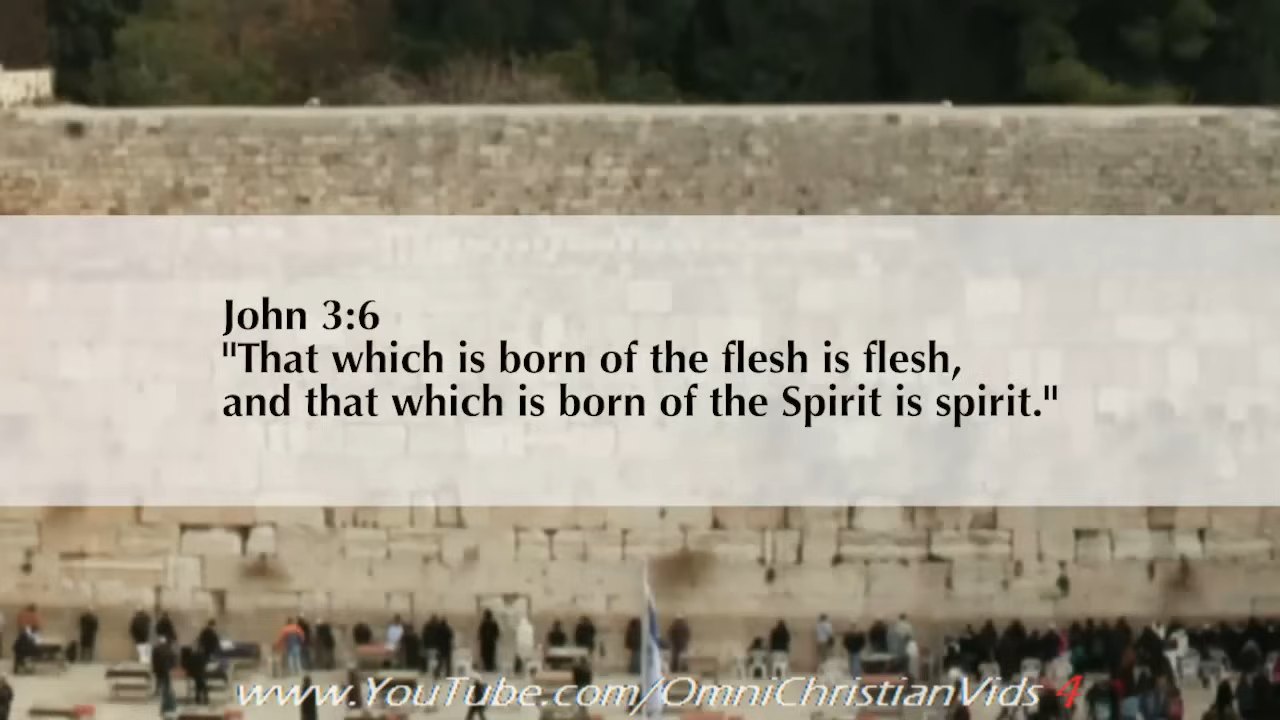 John 3:6
"That which is born of the flesh is flesh,
and that which is born of the Spirit is spirit."
www.YouTube.com/OmniChristianVids 4